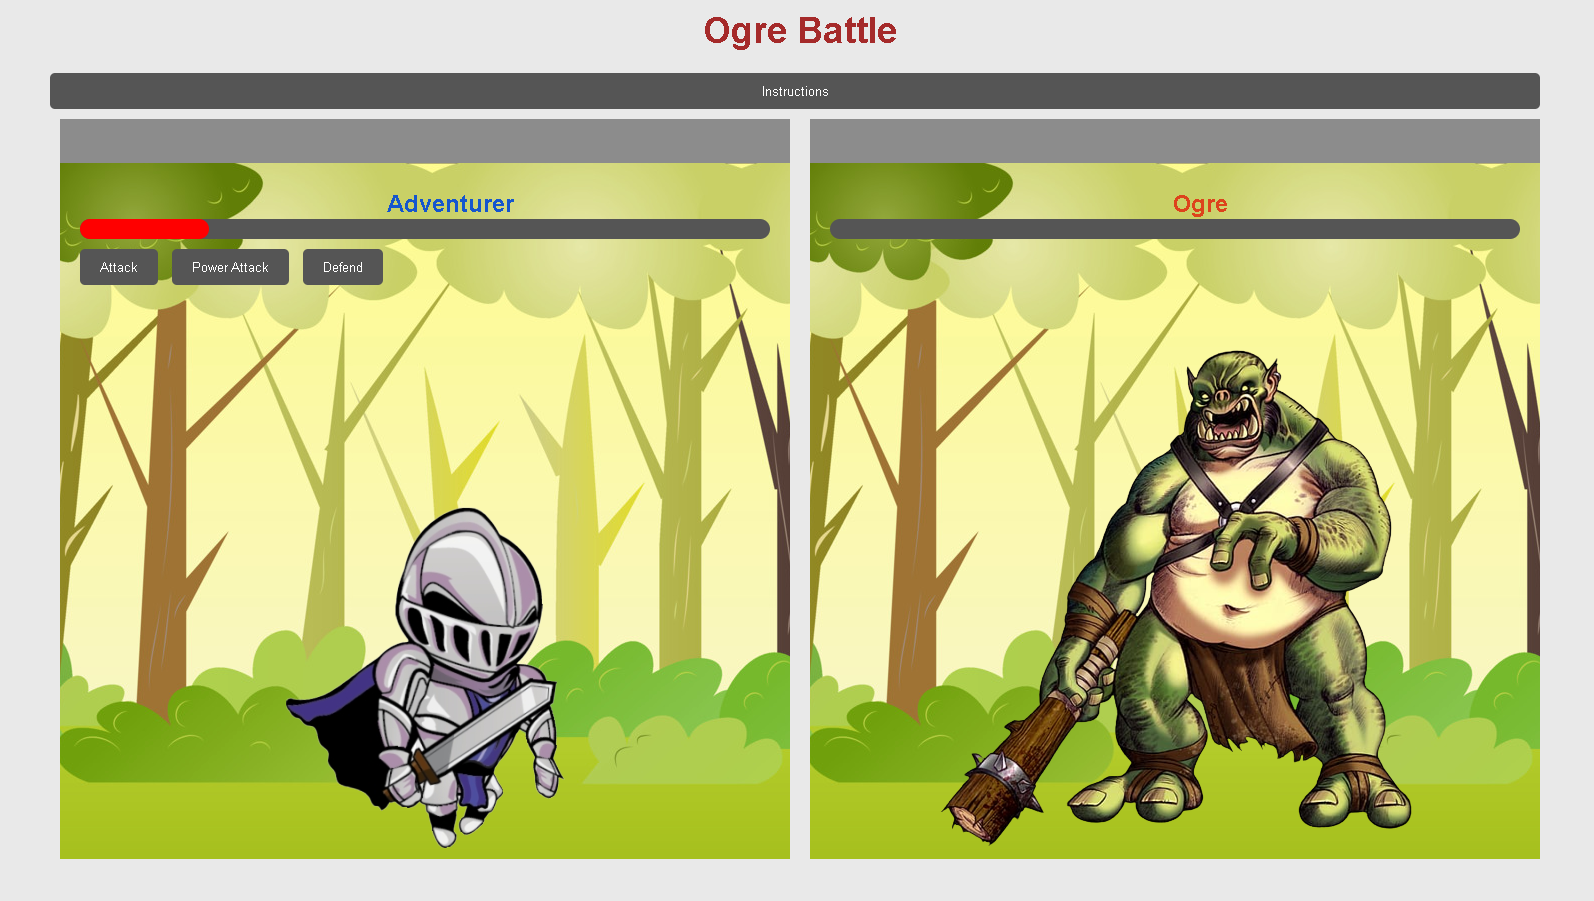 Ogre Battle
Instructions
Adventurer
Attack
Power Attack
Defend
Ogre